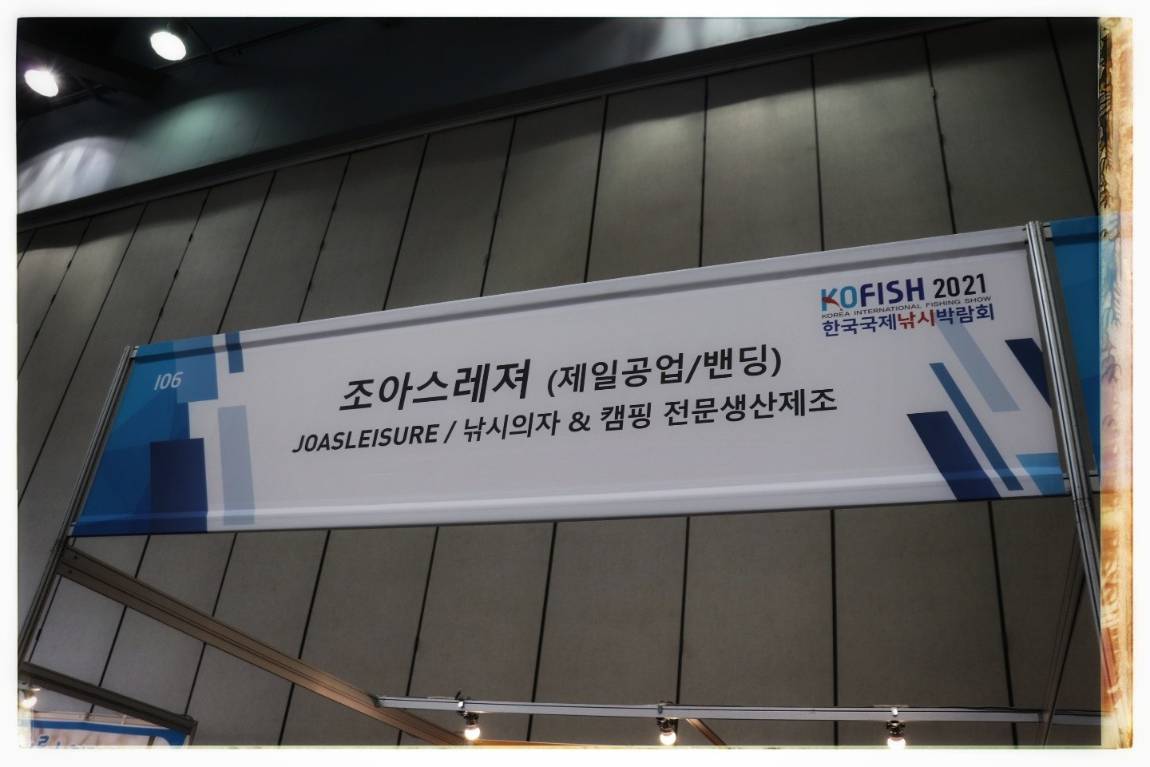 KOFISH 2021
KOREA INTERNATIONAL FISHING SHOW
한국국제낚시박람회
106
조아스레져 (제일공업/밴딩)
JOASLEISURE / 낚시의자 & 캠핑 전문생산제조